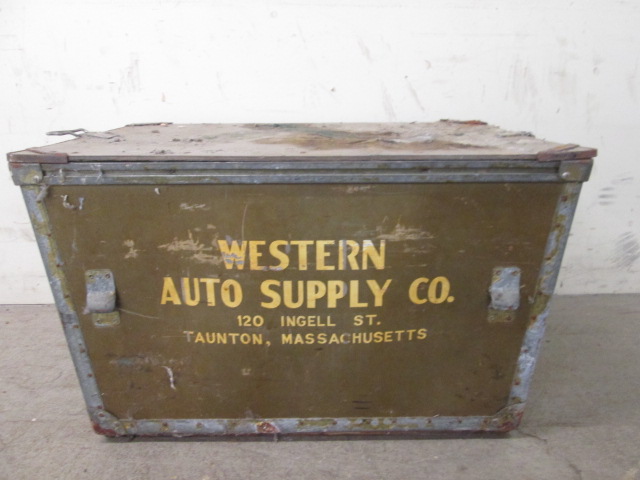 WESTERN
AUTO SUPPLY CO.
120 INGELL ST.
TAUNTON, MASSACHUSETTS